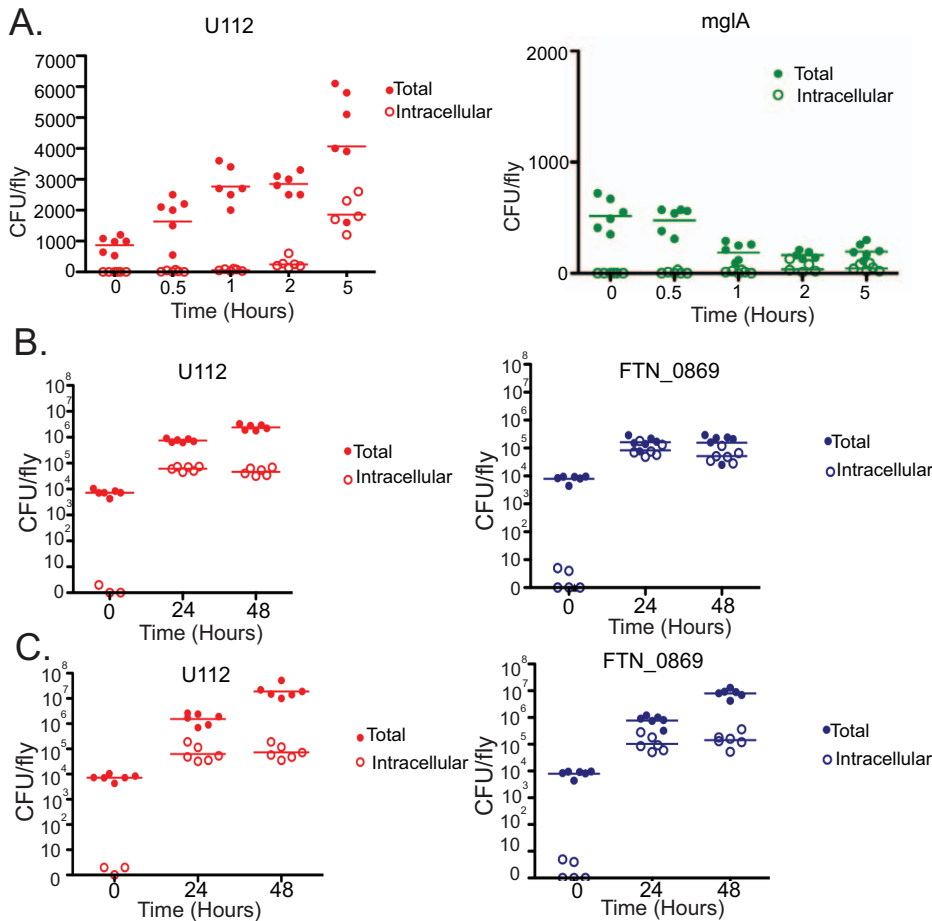 A.
U112
7000
6000
5000
4000
3000
2000
1000
0
CFU/fly
0 0.5 1 2 5
Time (Hours)
Total
Intracellular
mglA
2000
1000
0
CFU/fly
0 0.5 1 2 5
Time (Hours)
Total
Intracellular
B.
U112
10^8
10^7
10^6
10^5
10^4
10^3
10^2
10
0
CFU/fly
0 24 48
Time (Hours)
Total
Intracellular
FTN_0869
10^8
10^7
10^6
10^5
10^4
10^3
10^2
10
0
CFU/fly
0 24 48
Time (Hours)
Total
Intracellular
C.
U112
10^8
10^7
10^6
10^5
10^4
10^3
10^2
10
0
CFU/fly
0 24 48
Time (Hours)
Total
Intracellular
FTN_0869
10^8
10^7
10^6
10^5
10^4
10^3
10^2
10
0
CFU/fly
0 24 48
Time (Hours)
Total
Intracellular